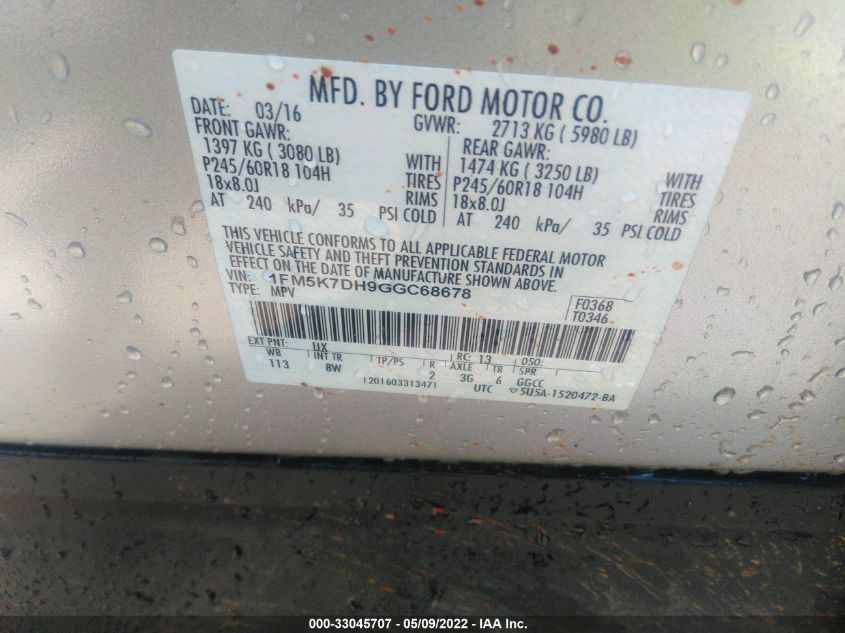 MFD. BY FORD MOTOR CO.
DATE: 03/16 GVWR: 2713 KG ( 5980 LB)
FRONT GAWR: REAR GAWR:
1397 KG ( 3080 LB) WITH 1474 KG ( 3250 LB) WITH
P245/60R18 104H TIRES P245/60R18 104H TIRES
18x8.0J RIMS 18x8.0J RIMS
AT 240 kPa/ 35 PSI COLD AT 240 kPa/ 35 PSI COLD
THIS VEHICLE CONFORMS TO ALL APPLICABLE FEDERAL MOTOR
VEHICLE SAFETY AND THEFT PREVENTION STANDARDS IN
EFFECT ON THE DATE OF MANUFACTURE SHOWN ABOVE.
VIN: 1FM5K7DH9GGC68678 F0368
TYPE: MPV T0346
EXT PNT: UX RC: 13 DSO:
WB INT TR TP/PS R AXLE TR SPR
113 8W 2 3G 6 GGCC
I201603313471 UTC 5U5A-1520472-BA
000-33045707 - 05/09/2022 - IAA Inc.